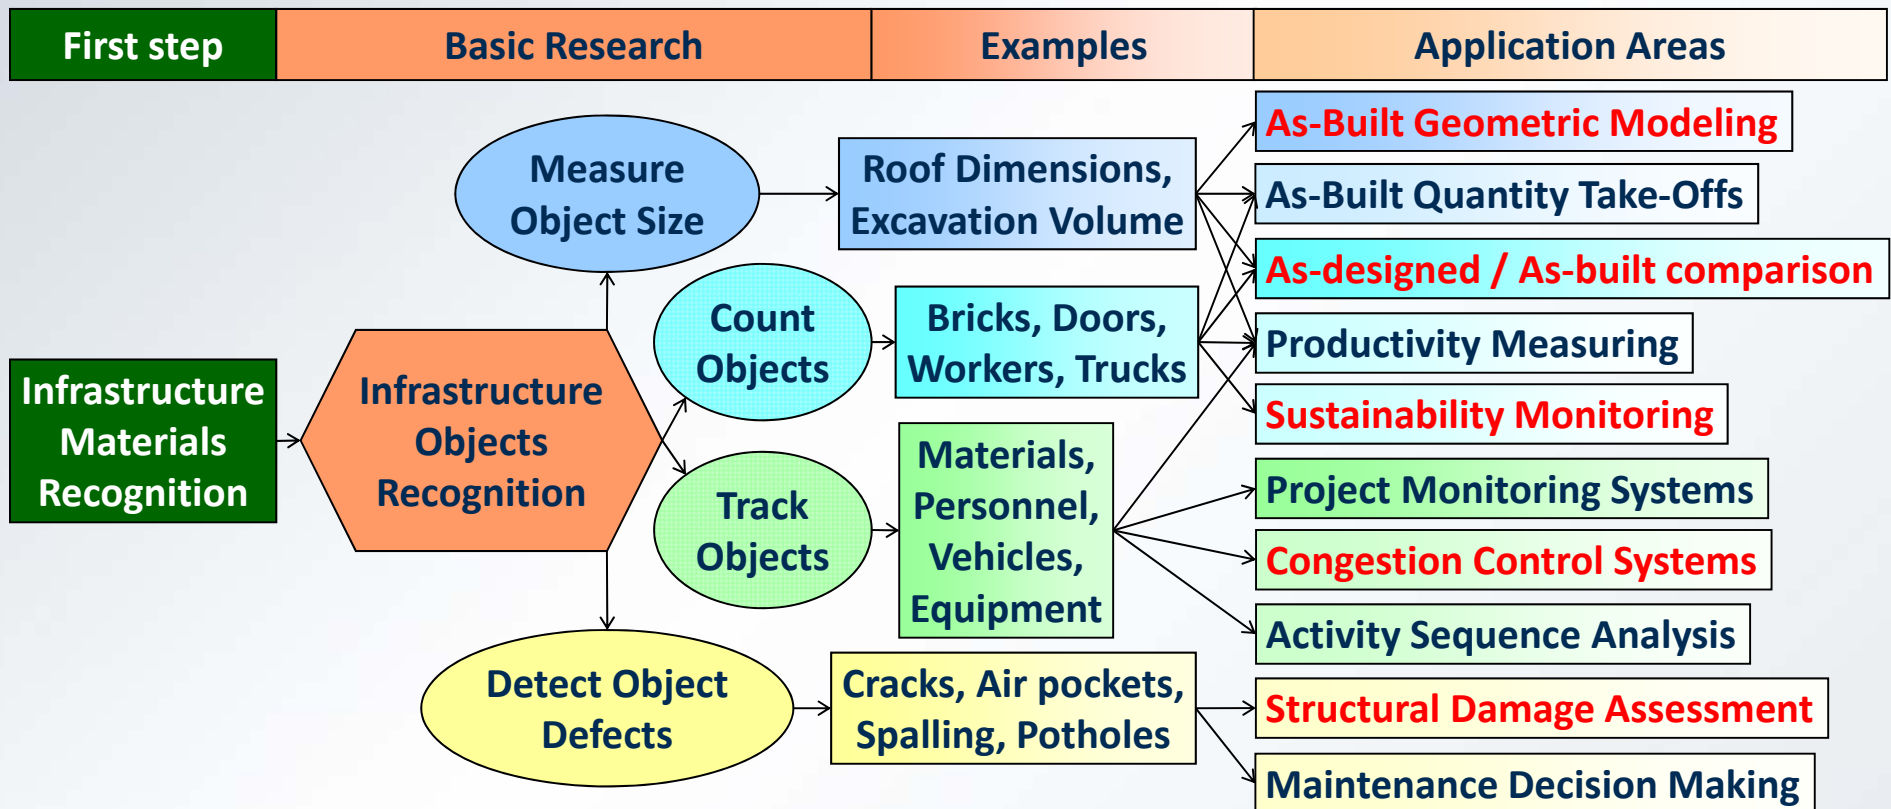 First step
Basic Research
Examples
Application Areas
Infrastructure
Materials
Recognition
Infrastructure
Objects
Recognition
Measure
Object Size
Count
Objects
Track
Objects
Detect Object
Defects
Roof Dimensions,
Excavation Volume
Bricks, Doors,
Workers, Trucks
Materials,
Personnel,
Vehicles,
Equipment
Cracks, Air pockets,
Spalling, Potholes
As-Built Geometric Modeling
As-Built Quantity Take-Offs
As-designed / As-built comparison
Productivity Measuring
Sustainability Monitoring
Project Monitoring Systems
Congestion Control Systems
Activity Sequence Analysis
Structural Damage Assessment
Maintenance Decision Making